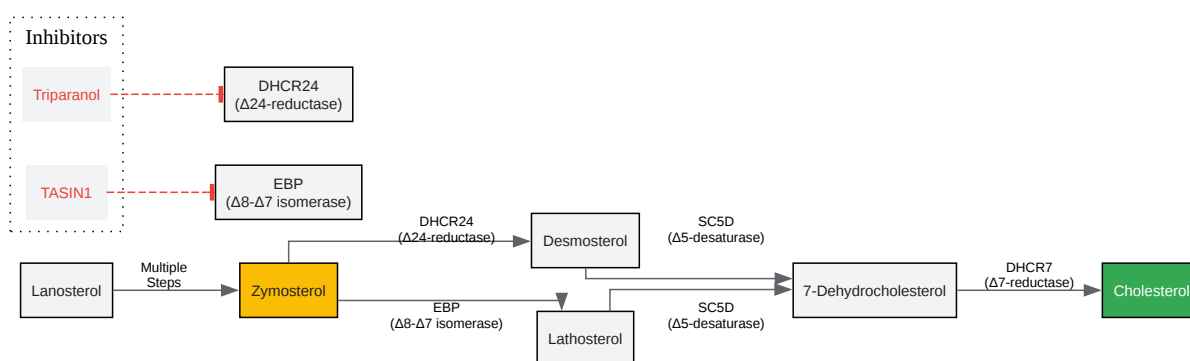 Inhibitors
Triparanol
DHCR24
(Δ24-reductase)
TASIN1
EBP
(Δ8-Δ7 isomerase)
DHCR24
(Δ24-reductase)
Desmosterol
SC5D
(Δ5-desaturase)
Lanosterol
Multiple
Steps
Zymosterol
EBP
(Δ8-Δ7 isomerase)
Lathosterol
SC5D
(Δ5-desaturase)
7-Dehydrocholesterol
DHCR7
(Δ7-reductase)
Cholesterol